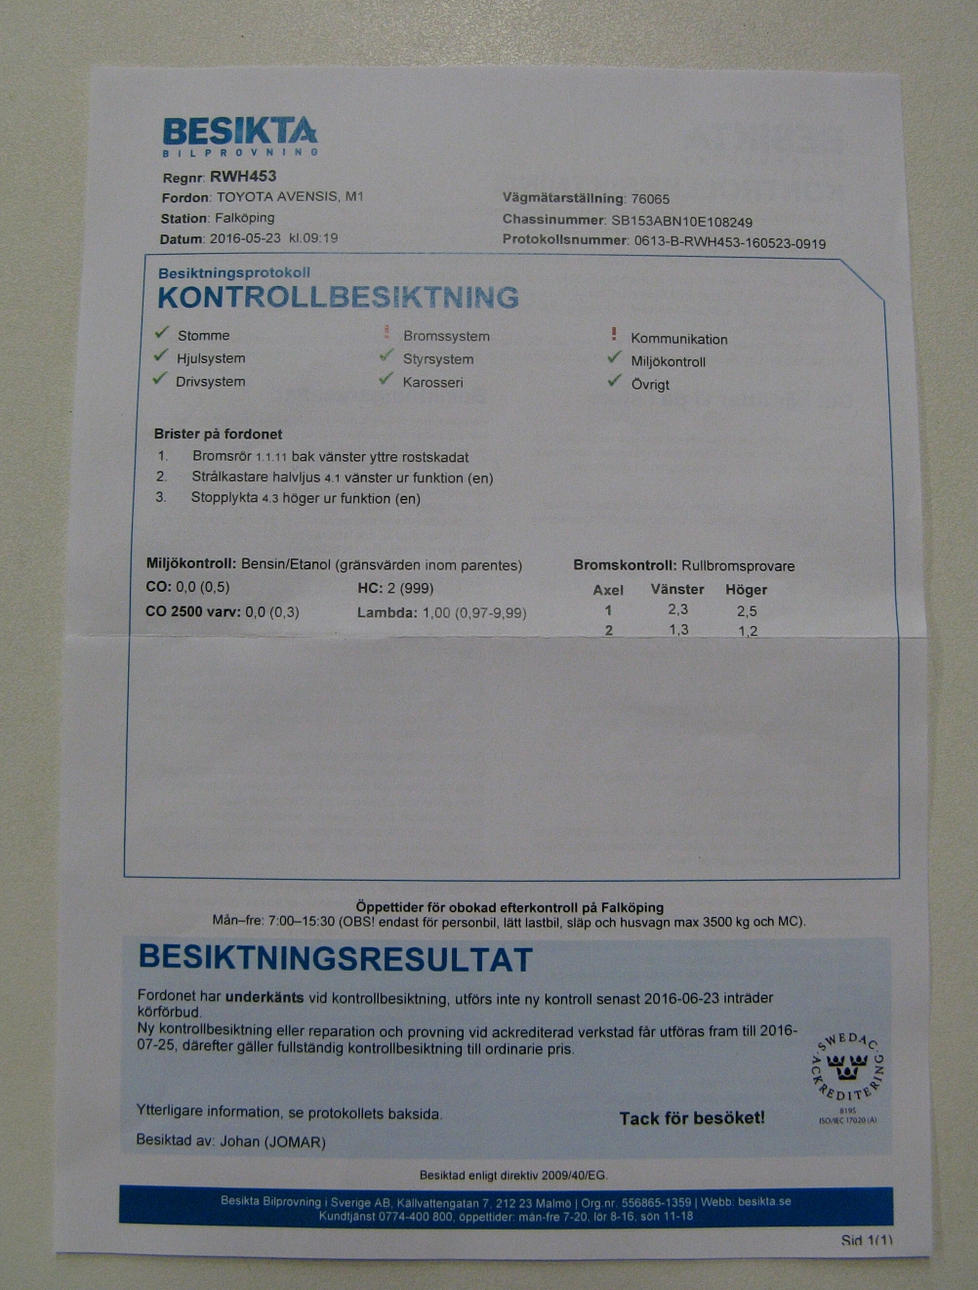 BESIKTA
BILPROVNING
Regnr: RWH453
Fordon: TOYOTA AVENSIS, M1
Station: Falköping
Datum: 2016-05-23 kl.09:19
Vägmätarställning: 76065
Chassinummer: SB153ABN10E108249
Protokollsnummer: 0613-B-RWH453-160523-0919
Besiktningsprotokoll
KONTROLLBESIKTNING
Stomme
Hjulsystem
Drivsystem
Bromssystem
Styrsystem
Karosseri
Kommunikation
Miljökontroll
Övrigt
Brister på fordonet
1. Bromsrör 1.1.11 bak vänster yttre rostskadat
2. Strålkastare halvljus 4.1 vänster ur funktion (en)
3. Stopplykta 4.3 höger ur funktion (en)
Miljökontroll: Bensin/Etanol (gränsvärden inom parentes)
CO: 0,0 (0,5) HC: 2 (999)
CO 2500 varv: 0,0 (0,3) Lambda: 1,00 (0,97-9,99)
Bromskontroll: Rullbromsprovare
Axel Vänster Höger
1 2,3 2,5
2 1,3 1,2
Öppettider för obokad efterkontroll på Falköping
Mån–fre: 7:00–15:30 (OBS! endast för personbil, lätt lastbil, släp och husvagn max 3500 kg och MC).
BESIKTNINGSRESULTAT
Fordonet har underkänts vid kontrollbesiktning, utförs inte ny kontroll senast 2016-06-23 inträder
körförbud.
Ny kontrollbesiktning eller reparation och provning vid ackrediterad verkstad får utföras fram till 2016-
07-25, därefter gäller fullständig kontrollbesiktning till ordinarie pris.
SWEDAC
ACKREDITERING
8195
ISO/IEC 17020 (A)
Ytterligare information, se protokollets baksida.
Tack för besöket!
Besiktad av: Johan (JOMAR)
Besiktad enligt direktiv 2009/40/EG.
Besikta Bilprovning i Sverige AB, Källvattengatan 7, 212 23 Malmö | Org.nr. 556865-1359 | Webb: besikta.se
Kundtjänst 0774-400 800, öppettider: mån-fre 7-20, lör 8-16, sön 11-18
Sid 1(1)